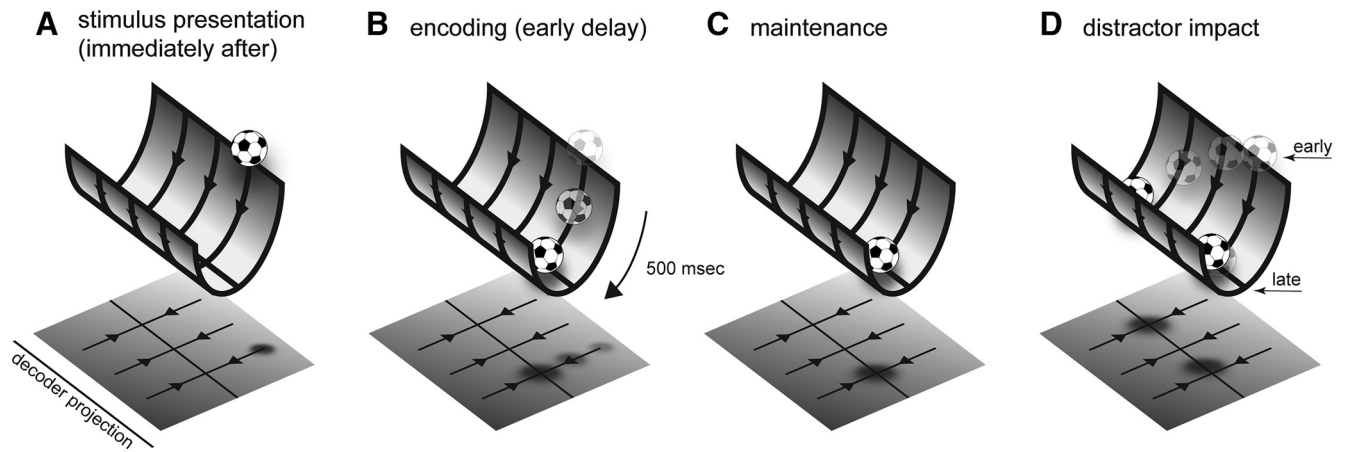 A stimulus presentation
(immediately after)
B encoding (early delay)
C maintenance
D distractor impact
early
500 msec
late
decoder projection